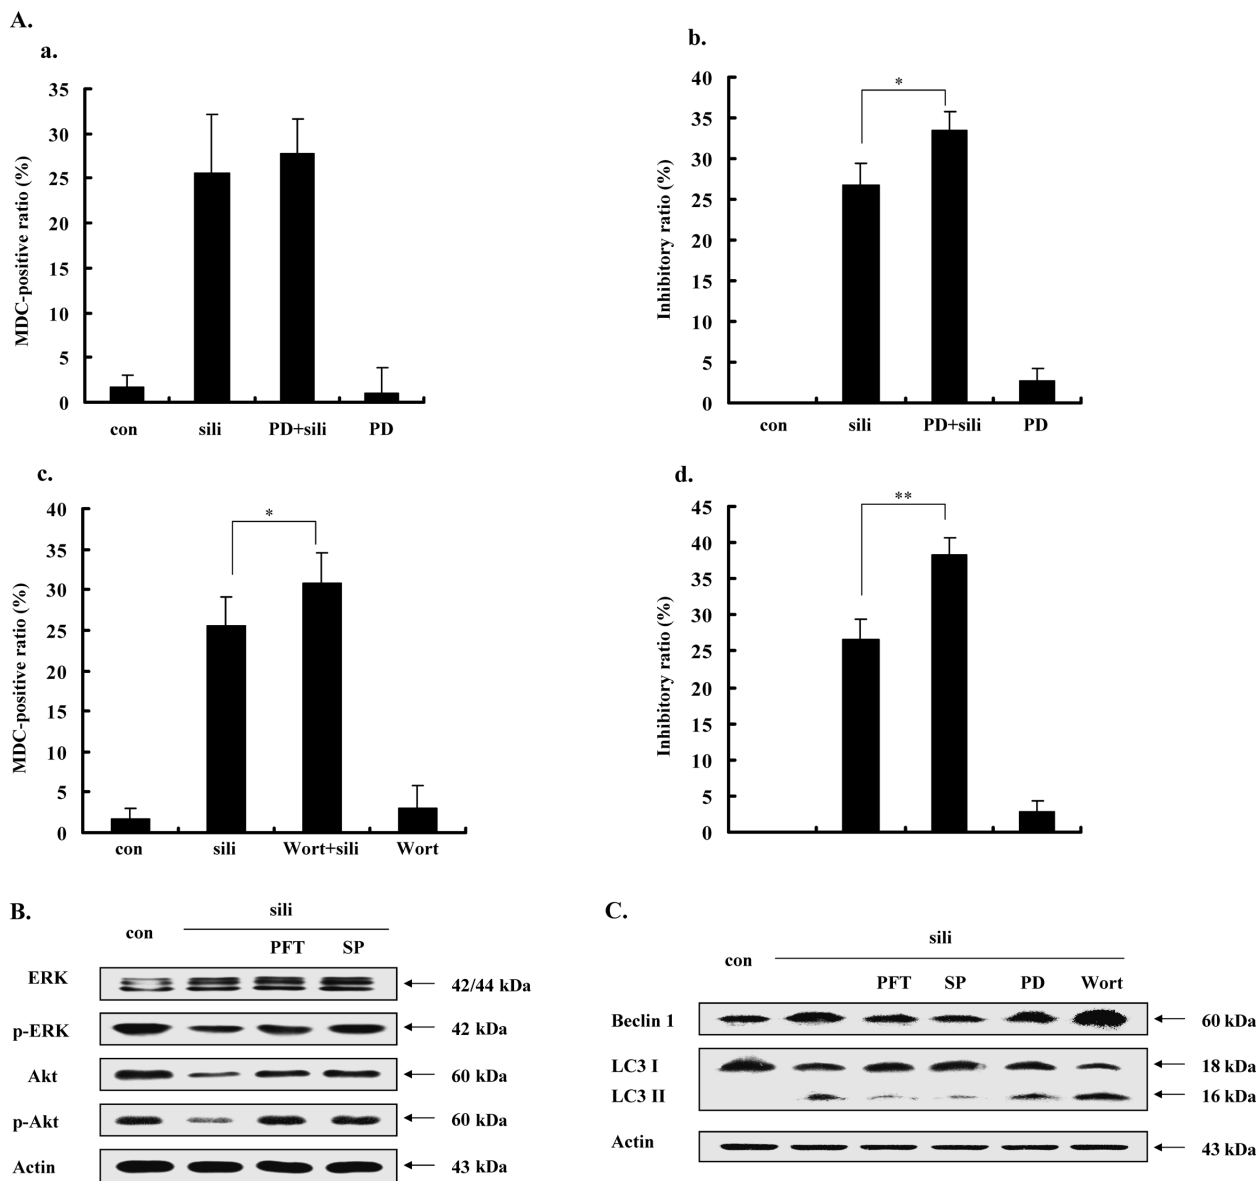 A.
a.
MDC-positive ratio (%)
35
30
25
20
15
10
5
0
con sili PD+sili PD
b.
Inhibitory ratio (%)
40
35
30
25
20
15
10
5
0
*
con sili PD+sili PD
c.
MDC-positive ratio (%)
40
35
30
25
20
15
10
5
0
*
con sili Wort+sili Wort
d.
Inhibitory ratio (%)
45
40
35
30
25
20
15
10
5
0
**
B.
sili
con
PFT SP
ERK 42/44 kDa
p-ERK 42 kDa
Akt 60 kDa
p-Akt 60 kDa
Actin 43 kDa
C.
sili
con
PFT SP PD Wort
Beclin 1 60 kDa
LC3 I 18 kDa
LC3 II 16 kDa
Actin 43 kDa